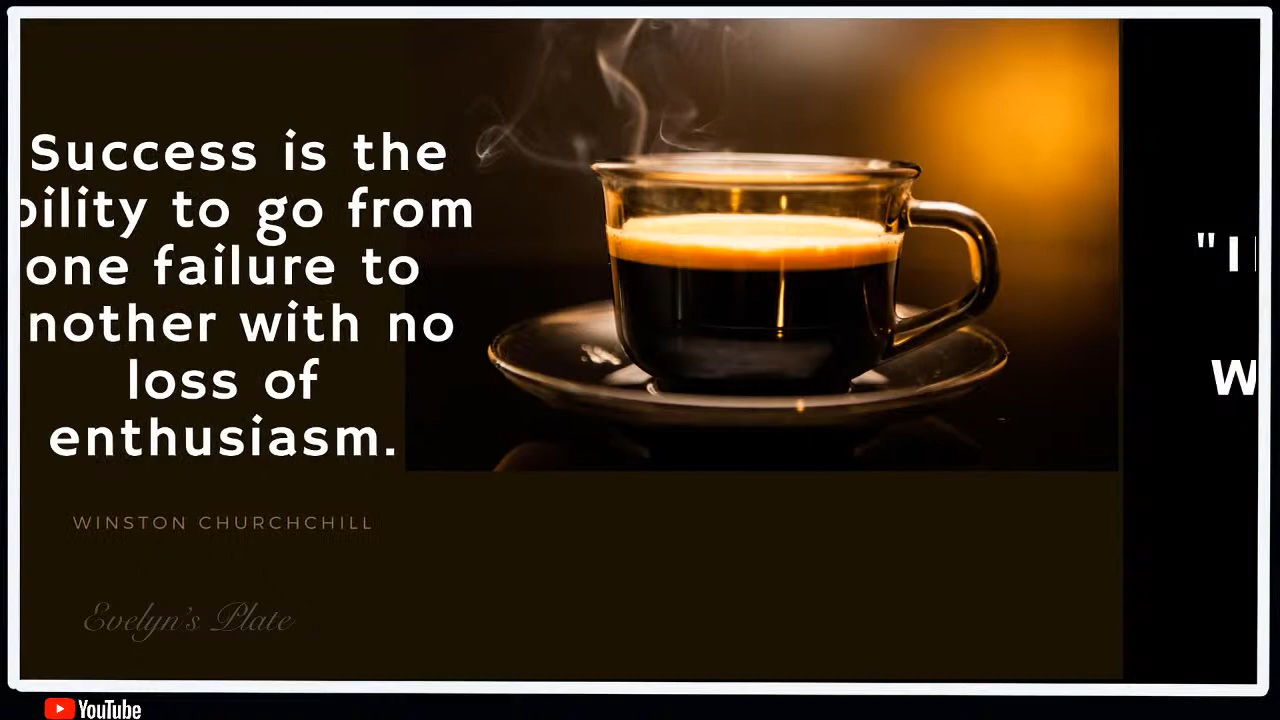 Success is the
bility to go from
one failure to
nother with no
loss of
enthusiasm.
WINSTON CHURCHCHILL
Evelyn's Plate
"I
W
YouTube